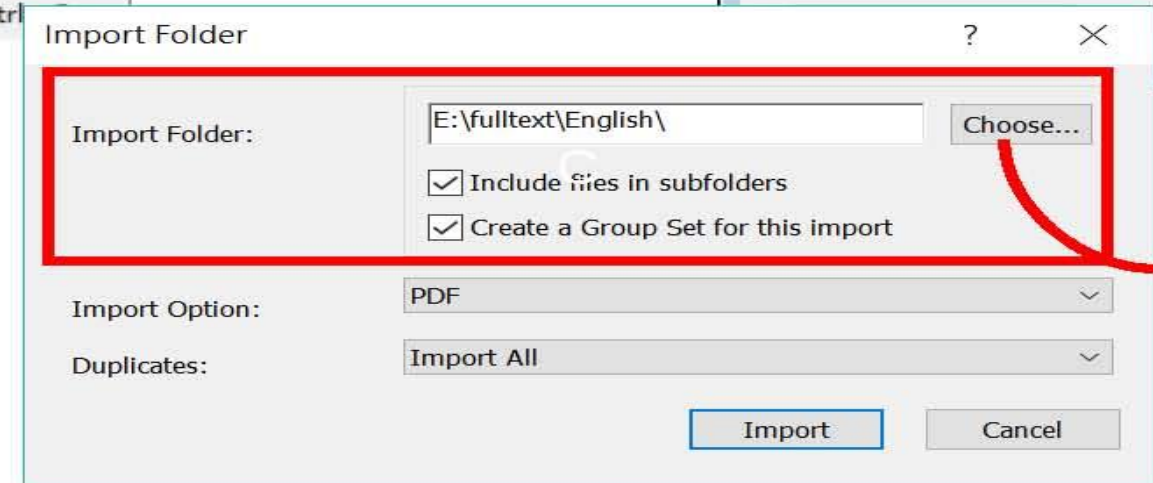 trl
Import Folder
?
Import Folder:
E:\fulltext\English\
Choose...
Include files in subfolders
Create a Group Set for this import
Import Option:
PDF
Duplicates:
Import All
Import
Cancel